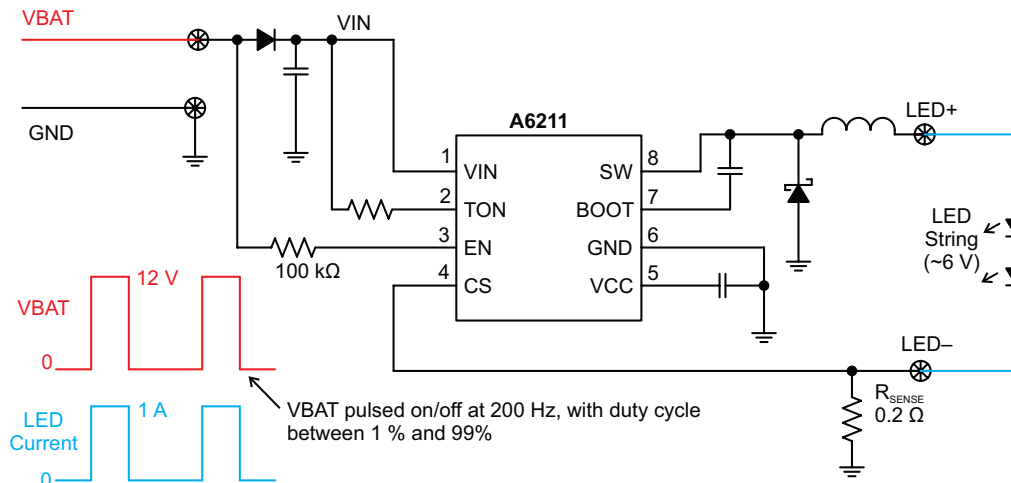 VBAT
VIN
GND
A6211
LED+
1
VIN
SW
8
2
TON
BOOT
7
3
EN
GND
6
100 kΩ
4
CS
VCC
5
LED
String
(~6 V)
12 V
VBAT
0
LED–
VBAT pulsed on/off at 200 Hz, with duty cycle
between 1 % and 99%
RSENSE
0.2 Ω
1 A
LED
Current
0